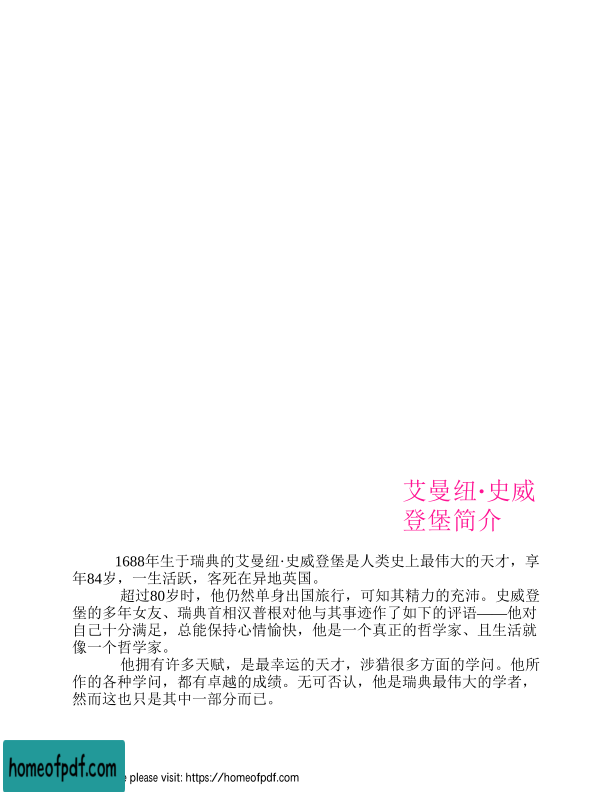 艾曼纽·史威
登堡简介
1688年生于瑞典的艾曼纽·史威登堡是人类史上最伟大的天才，享
年84岁，一生活跃，客死在异地英国。
超过80岁时，他仍然单身出国旅行，可知其精力的充沛。史威登
堡的多年女友、瑞典首相汉普根对他与其事迹作了如下的评语——他对
自己十分满足，总能保持心情愉快，他是一个真正的哲学家、且生活就
像一个哲学家。
他拥有许多天赋，是最幸运的天才，涉猎很多方面的学问。他所
作的各种学问，都有卓越的成绩。无可否认，他是瑞典最伟大的学者，
然而这也只是其中一部分而已。
homeofpdf.com
please visit: https://homeofpdf.com